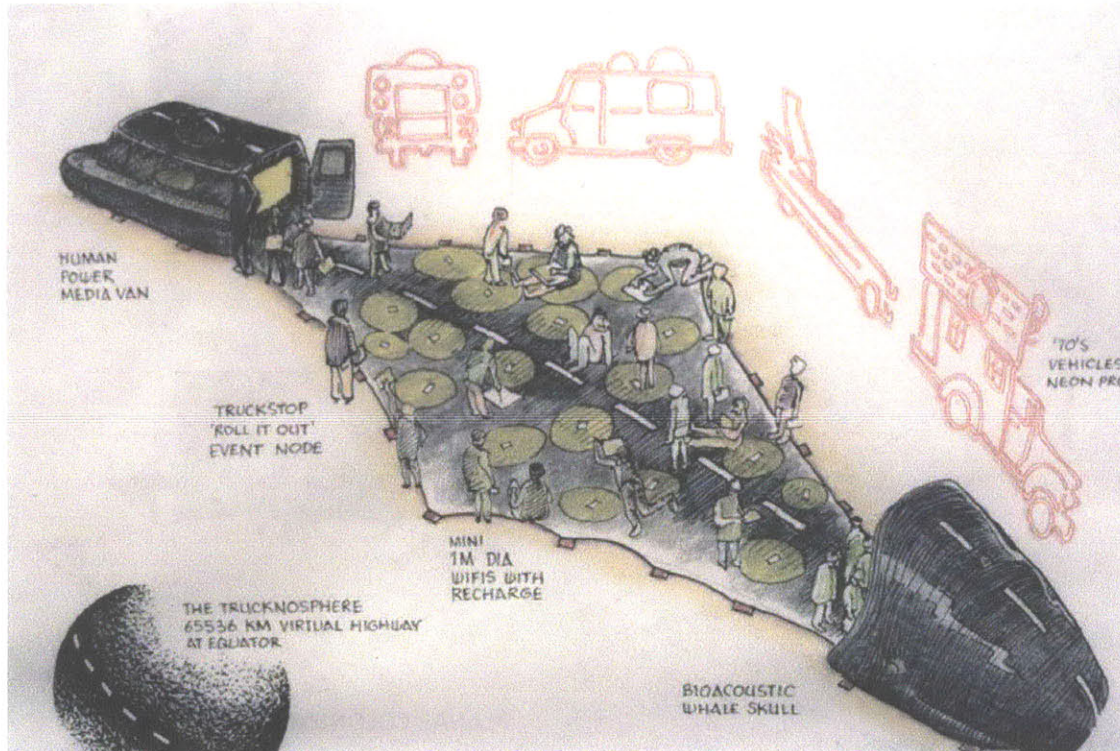 HUMAN
POWER
MEDIA VAN
'70'S
VEHICLES
NEON
TRUCKSTOP
'ROLL IT OUT'
EVENT NODE
MINI
1M DIA
WIFIS WITH
RECHARGE
THE TRUCKNOSPHERE
65536 KM VIRTUAL HIGHWAY
AT EQUATOR
BIOACOUSTIC
WHALE SKULL